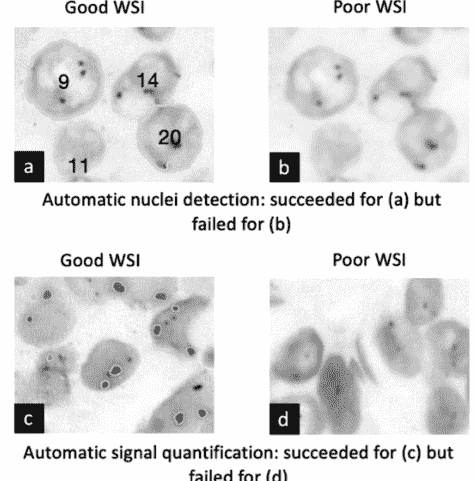 Good WSI
Poor WSI
9
14
20
11
a
b
Automatic nuclei detection: succeeded for (a) but
failed for (b)
Good WSI
Poor WSI
c
d
Automatic signal quantification: succeeded for (c) but
failed for (d)